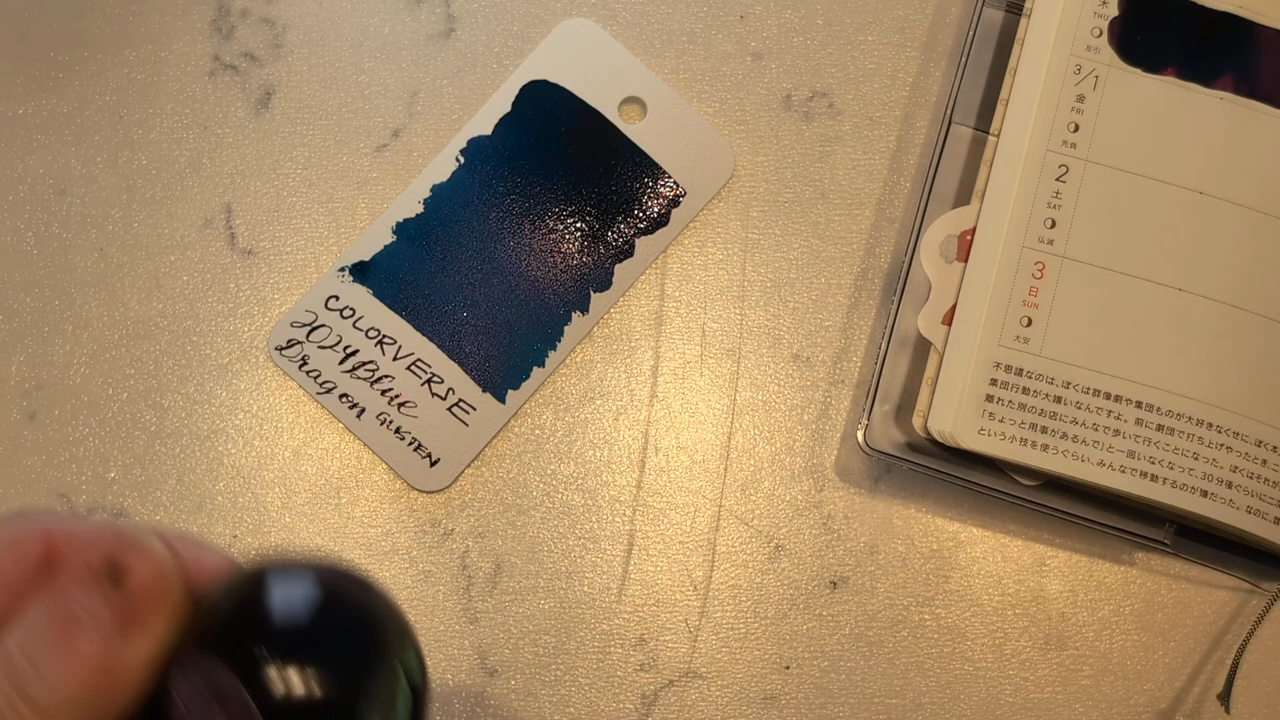 COLORVERSE
2024 Blue
Dragon GLISTEN
木
THU
友引
3/1
金
FRI
先負
2
土
SAT
仏滅
3
日
SUN
大安
不思議なのは、ぼくは群像劇や集団ものが大好きなくせに、ぼく本
集団行動が大嫌いなんですよ。前に劇団で打ち上げやったとき、
離れた別のお店にみんなで歩いて行くことになった。ぼくはそれが
「ちょっと用事があるんで」と一回いなくなって、30分後ぐらいに二
という小技を使うぐらい、みんなで移動するのが嫌だった。なのに、